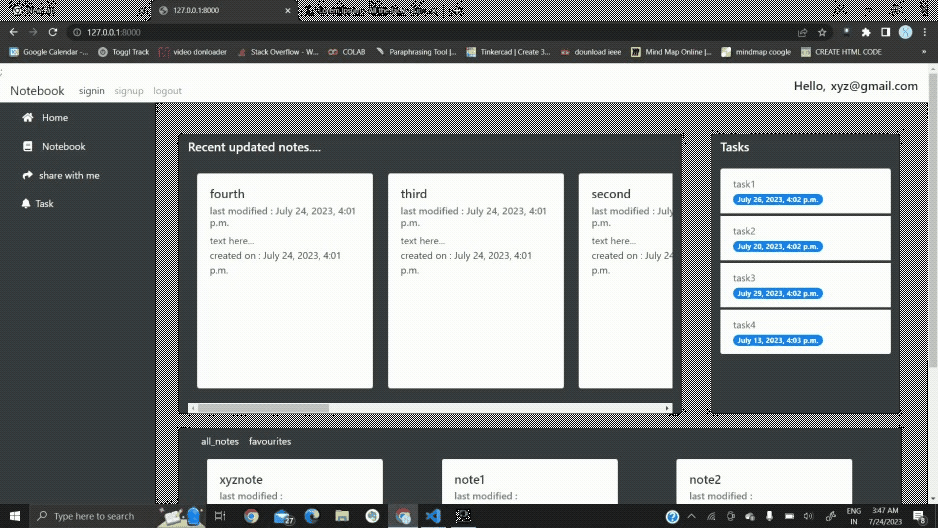 127.0.0.1:8000
127.0.0.1:8000
Google Calendar -...
Toggl Track
video donloader
Stack Overflow - W...
COLAB
Paraphrasing Tool |...
Tinkercad | Create 3...
dounload ieee
Mind Map Online |...
mindmap coogle
CREATE HTML CODE
»
;
Notebook signin signup logout
Hello, xyz@gmail.com
Home
Notebook
share with me
Task
Recent updated notes....
fourth
last modified : July 24, 2023, 4:01
p.m.
text here...
created on : July 24, 2023, 4:01
p.m.
third
last modified : July 24, 2023, 4:01
p.m.
text here...
created on : July 24, 2023, 4:01
p.m.
second
last modified : July
p.m.
text here...
created on : July 24
p.m.
Tasks
task1
July 26, 2023, 4:02 p.m.
task2
July 20, 2023, 4:02 p.m.
task3
July 29, 2023, 4:02 p.m.
task4
July 13, 2023, 4:03 p.m.
all_notes favourites
xyznote
last modified :
note1
last modified :
note2
last modified :
Type here to search
27
ENG
IN
3:47 AM
7/24/2023
8